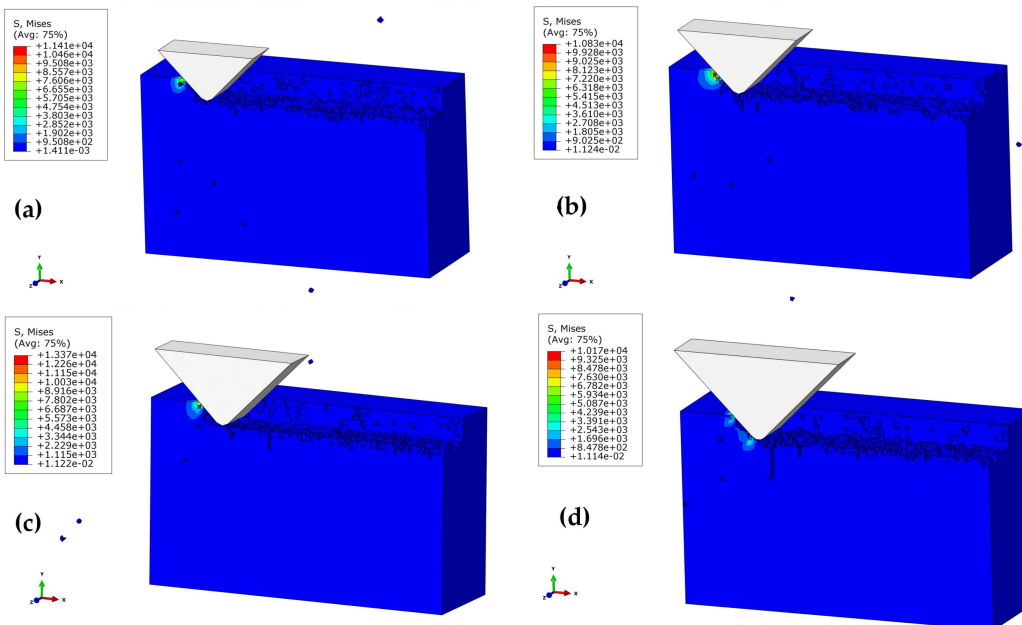 S, Mises
(Avg: 75%)
+1.141e+04
+1.046e+04
+9.508e+03
+8.557e+03
+7.606e+03
+6.655e+03
+5.705e+03
+4.754e+03
+3.803e+03
+2.852e+03
+1.902e+03
+9.508e+02
+1.411e-03
(a)
Y
Z
X
S, Mises
(Avg: 75%)
+1.083e+04
+9.928e+03
+9.025e+03
+8.123e+03
+7.220e+03
+6.318e+03
+5.415e+03
+4.513e+03
+3.610e+03
+2.708e+03
+1.805e+03
+9.025e+02
+1.124e-02
(b)
Y
Z
X
S, Mises
(Avg: 75%)
+1.337e+04
+1.226e+04
+1.115e+04
+1.003e+04
+8.916e+03
+7.802e+03
+6.687e+03
+5.573e+03
+4.458e+03
+3.344e+03
+2.229e+03
+1.115e+03
+1.122e-02
(c)
Y
Z
X
S, Mises
(Avg: 75%)
+1.017e+04
+9.325e+03
+8.478e+03
+7.630e+03
+6.782e+03
+5.934e+03
+5.087e+03
+4.239e+03
+3.391e+03
+2.543e+03
+1.696e+03
+8.478e+02
+1.114e-02
(d)
Y
Z
X